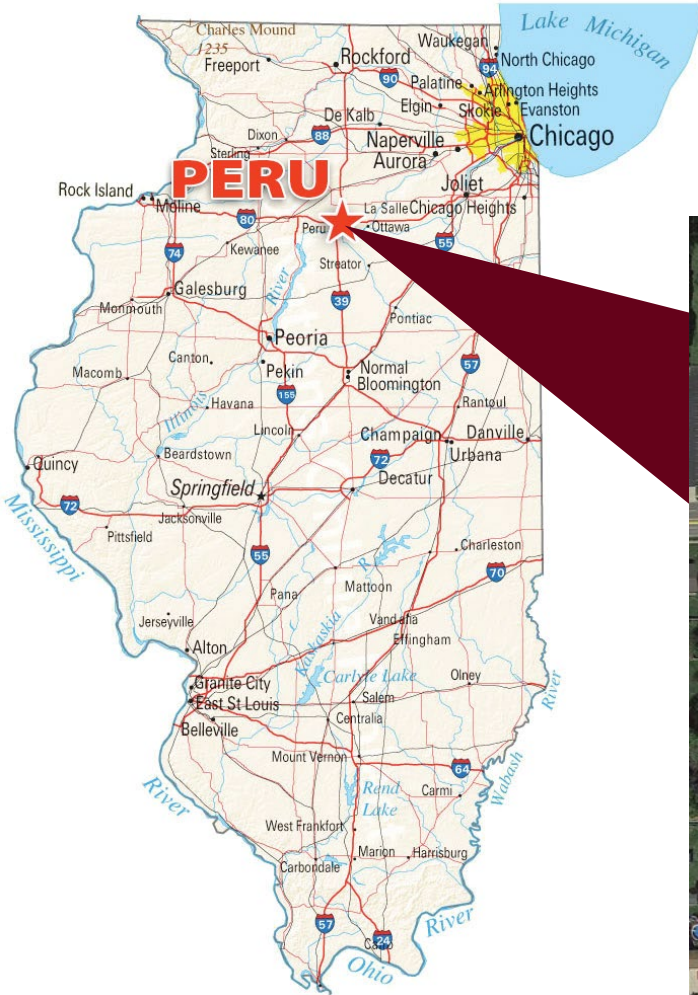 Charles Mound
1235
Freeport
Rockford
Waukegan
Lake Michigan
North Chicago
94
90
Palatine
Arlington Heights
Elgin
Skokie
Evanston
De Kalb
Chicago
Dixon
88
Naperville
Sterling
Aurora
PERU
Joliet
Rock Island
Moline
80
La Salle
Chicago Heights
Peru
Ottawa
74
Kewanee
55
Streator
River
Galesburg
39
Monmouth
Pontiac
Peoria
Canton
Pekin
Normal
57
Macomb
Bloomington
155
Havana
Rantoul
Illinois
Lincoln
Champaign
Danville
Urbana
Beardstown
72
Quincy
Springfield
Decatur
72
Jacksonville
Mississippi
Pittsfield
55
Charleston
R
70
Mattoon
Pana
Jerseyville
Vandalia
Effingham
Kaskaskia
Alton
Carlyle Lake
Olney
Granite City
Salem
River
East St Louis
Centralia
Belleville
Mount Vernon
64
Wabash
River
Rend
Lake
Carmi
West Frankfort
Marion
Harrisburg
Carbondale
57
24
River
Ohio